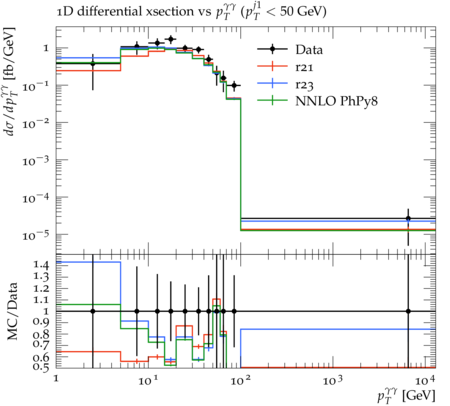 1D differential xsection vs p_T^{γγ} (p_T^{j1} < 50 GeV)
dσ/dp_T^{γγ} [fb/GeV]
Data
r21
r23
NNLO PhPy8
1
10^{-1}
10^{-2}
10^{-3}
10^{-4}
10^{-5}
MC/Data
1.4
1.3
1.2
1.1
1
0.9
0.8
0.7
0.6
0.5
1 10^1 10^2 10^3 10^4
p_T^{γγ} [GeV]